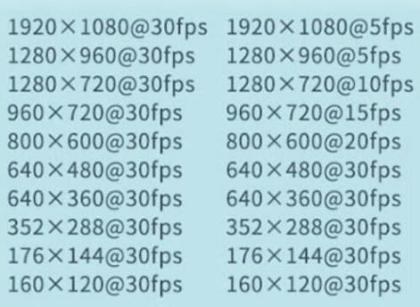 1920×1080@30fps 1920×1080@5fps
1280×960@30fps 1280×960@5fps
1280×720@30fps 1280×720@10fps
960×720@30fps 960×720@15fps
800×600@30fps 800×600@20fps
640×480@30fps 640×480@30fps
640×360@30fps 640×360@30fps
352×288@30fps 352×288@30fps
176×144@30fps 176×144@30fps
160×120@30fps 160×120@30fps